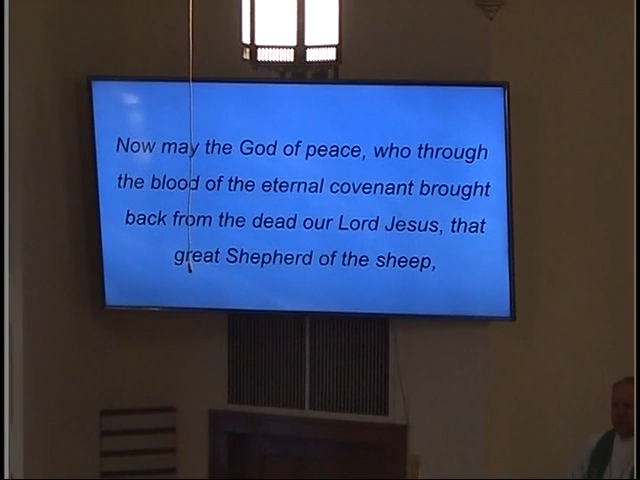 Now may the God of peace, who through
the blood of the eternal covenant brought
back from the dead our Lord Jesus, that
great Shepherd of the sheep,